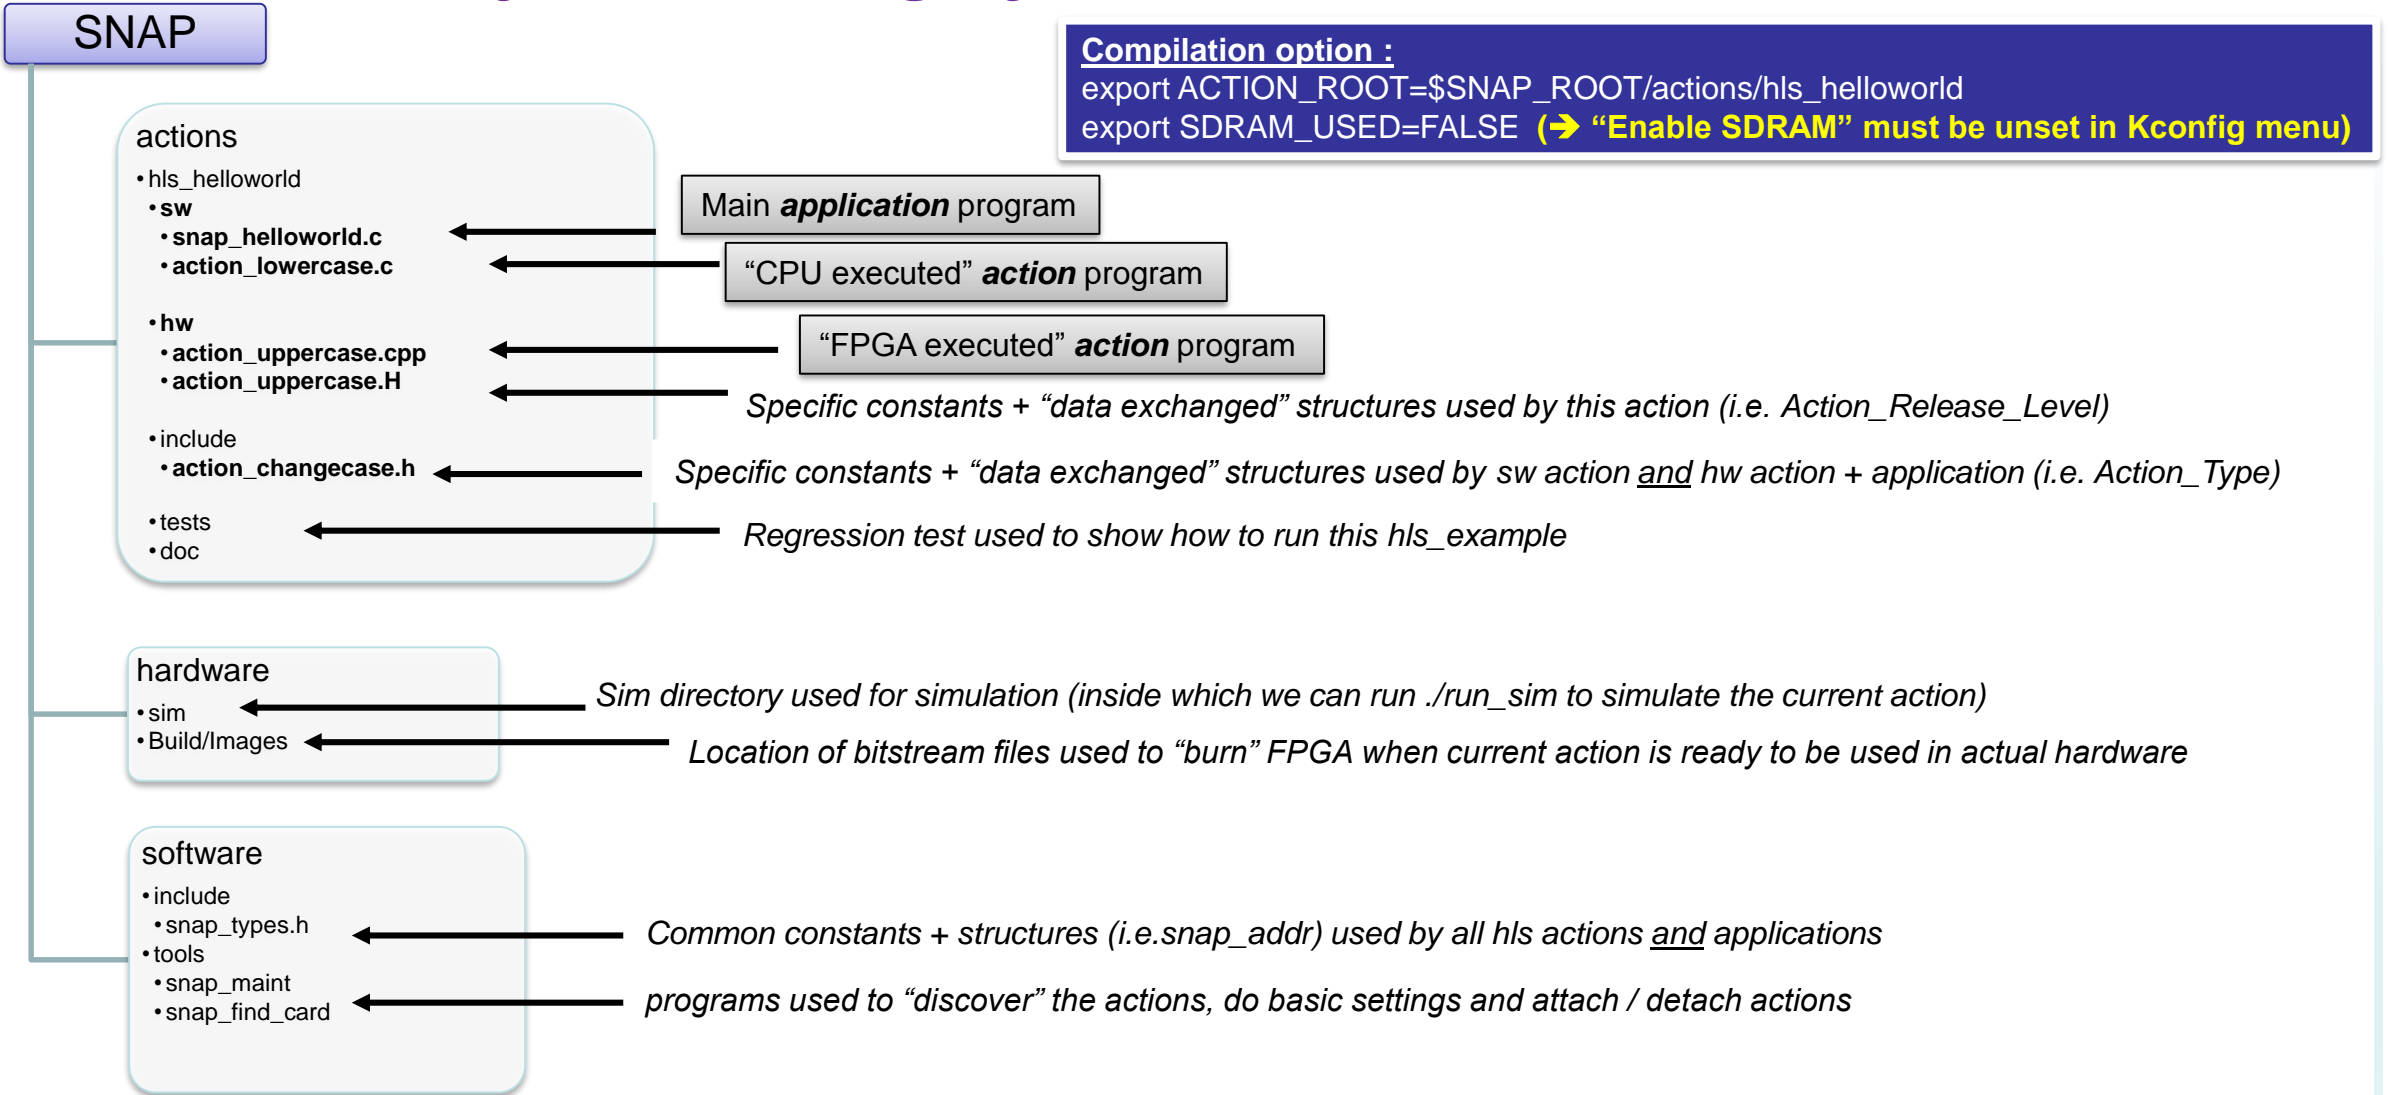 SNAP
Compilation option :
export ACTION_ROOT=$SNAP_ROOT/actions/hls_helloworld
export SDRAM_USED=FALSE (➔ “Enable SDRAM” must be unset in Kconfig menu)
actions
•hls_helloworld
•sw
•snap_helloworld.c
•action_lowercase.c
•hw
•action_uppercase.cpp
•action_uppercase.H
•include
•action_changecase.h
•tests
•doc
Main application program
“CPU executed” action program
“FPGA executed” action program
Specific constants + “data exchanged” structures used by this action (i.e. Action_Release_Level)
Specific constants + “data exchanged” structures used by sw action and hw action + application (i.e. Action_Type)
Regression test used to show how to run this hls_example
hardware
•sim
•Build/Images
Sim directory used for simulation (inside which we can run ./run_sim to simulate the current action)
Location of bitstream files used to “burn” FPGA when current action is ready to be used in actual hardware
software
•include
•snap_types.h
•tools
•snap_maint
•snap_find_card
Common constants + structures (i.e.snap_addr) used by all hls actions and applications
programs used to “discover” the actions, do basic settings and attach / detach actions